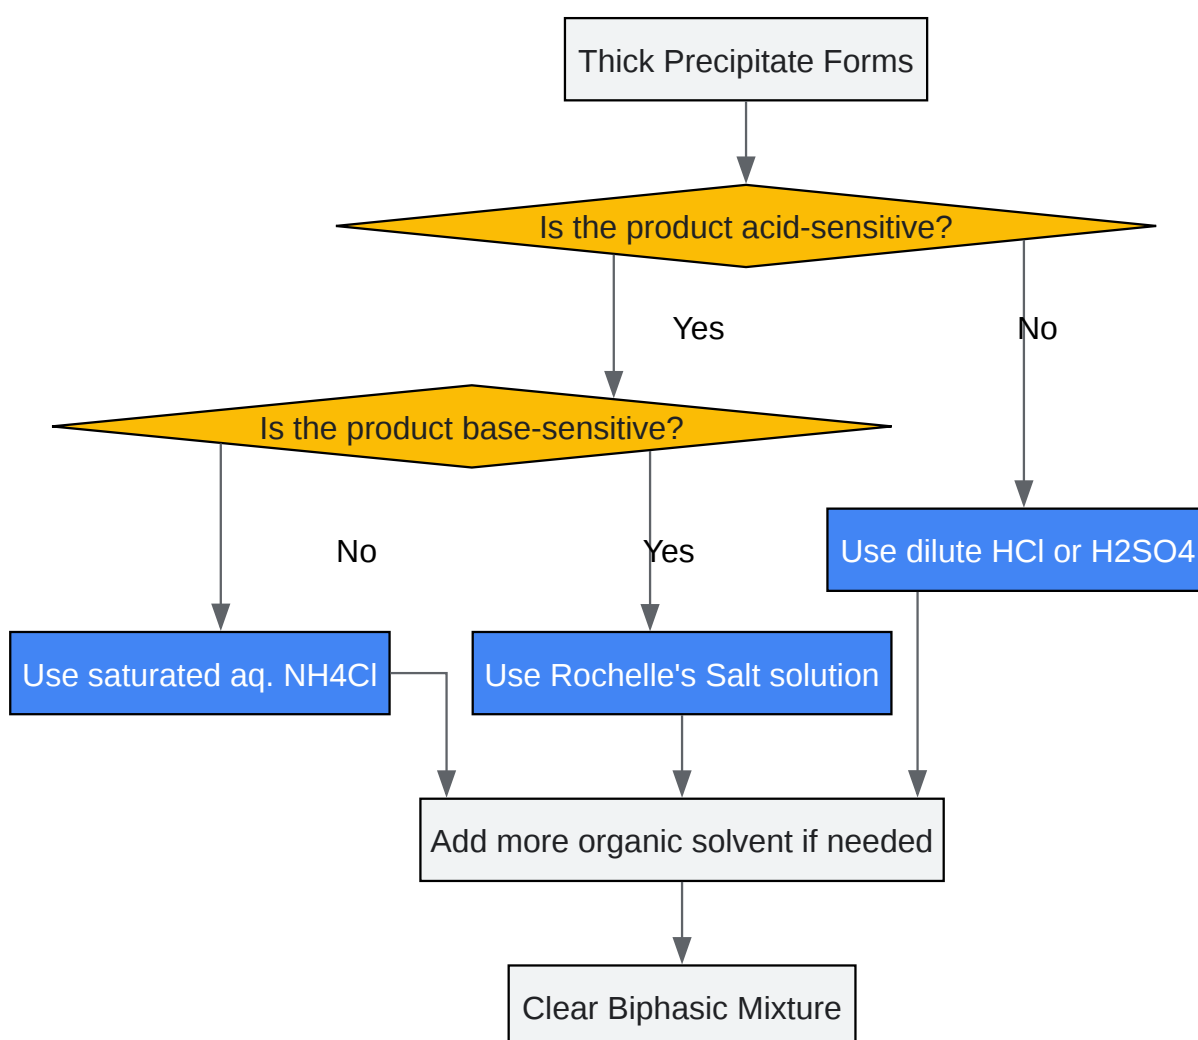 Thick Precipitate Forms
Is the product acid-sensitive?
Yes
No
Is the product base-sensitive?
No
Yes
Use dilute HCl or H2SO4
Use saturated aq. NH4Cl
Use Rochelle's Salt solution
Add more organic solvent if needed
Clear Biphasic Mixture